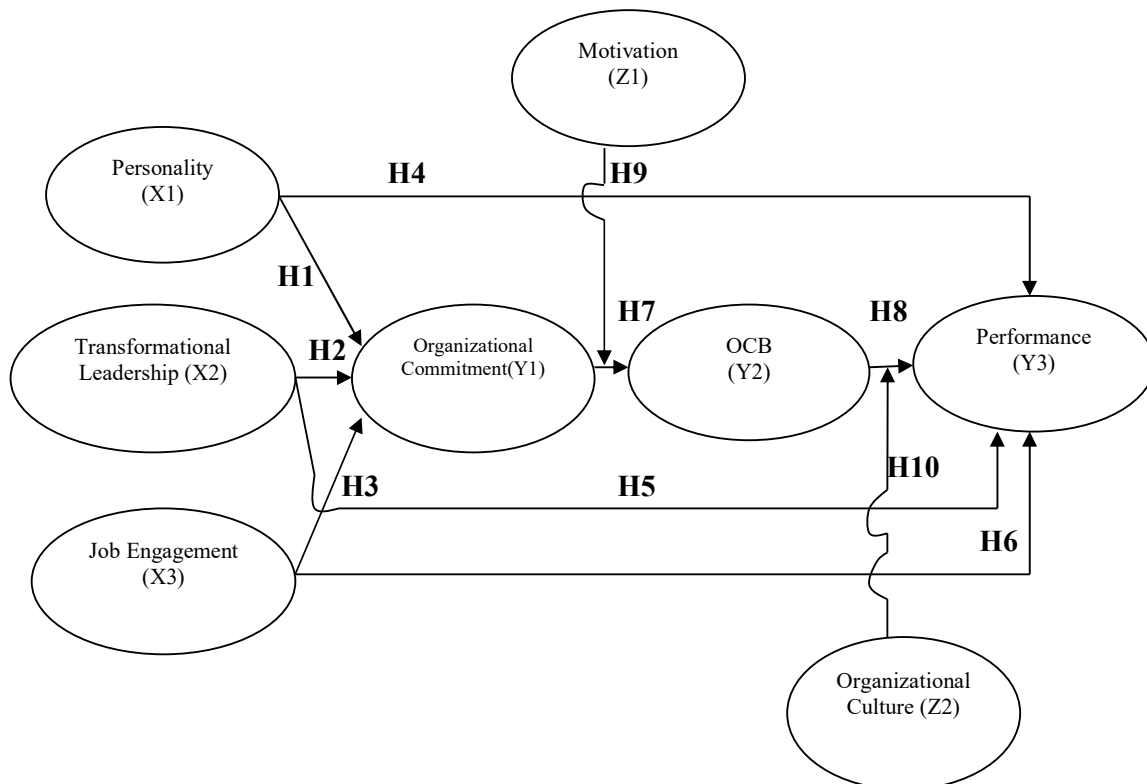 Motivation
(Z1)
Personality
(X1)
H4
H9
H1
Transformational
Leadership (X2)
H2
Organizational
Commitment(Y1)
H7
OCB
(Y2)
H8
Performance
(Y3)
H3
H5
H10
Job Engagement
(X3)
H6
Organizational
Culture (Z2)